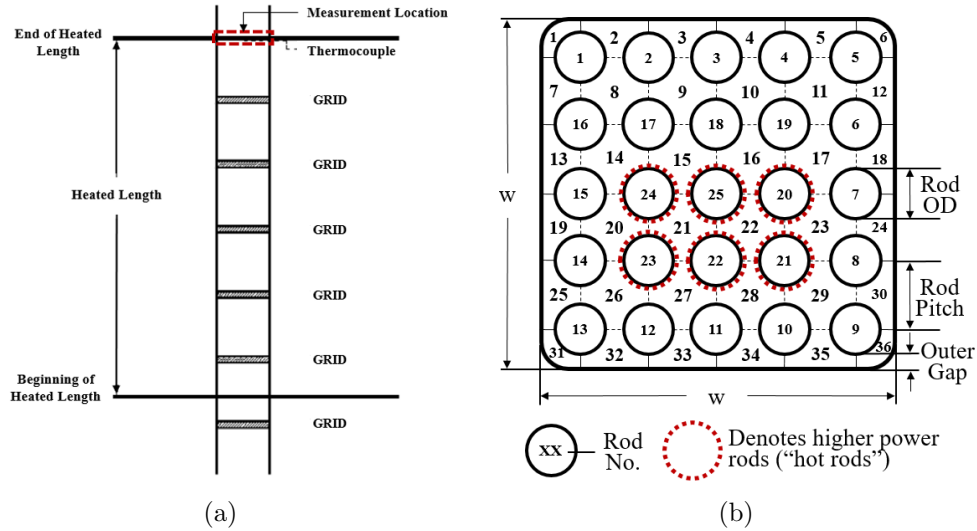 Measurement Location
End of Heated
Length
Thermocouple
GRID
GRID
Heated Length
GRID
GRID
GRID
Beginning of
Heated Length
GRID
(a)
1 2 3 4 5 6
1 2 3 4 5
7 8 9 10 11 12
16 17 18 19 6
13 14 15 16 17 18
15 24 25 20 7
W
Rod
OD
19 20 21 22 23 24
14 23 22 21 8
25 26 27 28 29 30
Rod
Pitch
13 12 11 10 9
31 32 33 34 35 36
Outer
Gap
W
XX
Rod
No.
Denotes higher power
rods ("hot rods")
(b)